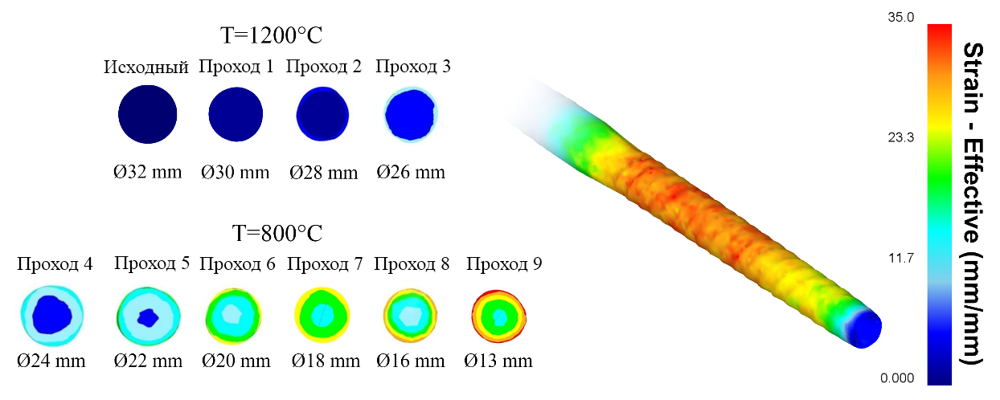 T=1200°C
Исходный Проход 1 Проход 2 Проход 3
Ø32 mm Ø30 mm Ø28 mm Ø26 mm
T=800°C
Проход 4 Проход 5 Проход 6 Проход 7 Проход 8 Проход 9
Ø24 mm Ø22 mm Ø20 mm Ø18 mm Ø16 mm Ø13 mm
35.0
23.3
11.7
0.000
Strain - Effective (mm/mm)